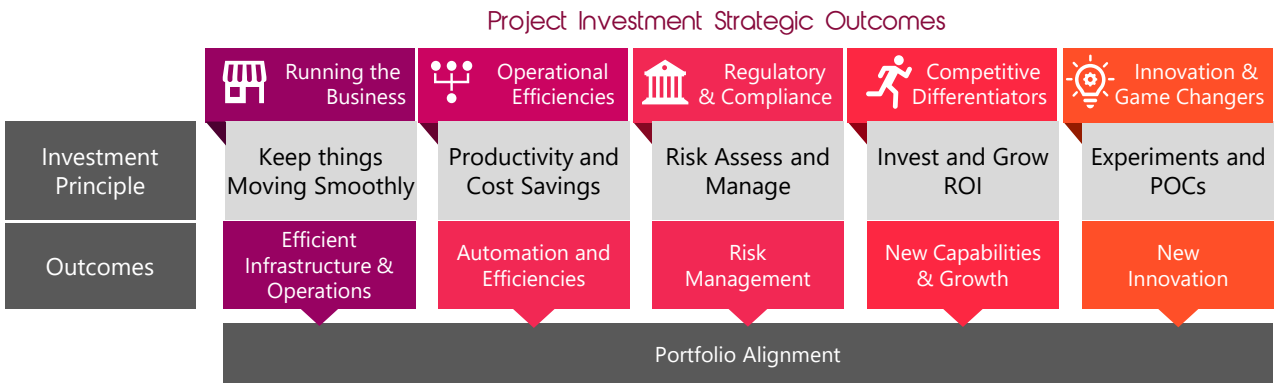 Project Investment Strategic Outcomes
Running the
Business
Operational
Efficiencies
Regulatory
& Compliance
Competitive
Differentiators
Innovation &
Game Changers
Investment
Principle
Keep things
Moving Smoothly
Productivity and
Cost Savings
Risk Assess and
Manage
Invest and Grow
ROI
Experiments and
POCs
Outcomes
Efficient
Infrastructure &
Operations
Automation and
Efficiencies
Risk
Management
New Capabilities
& Growth
New
Innovation
Portfolio Alignment